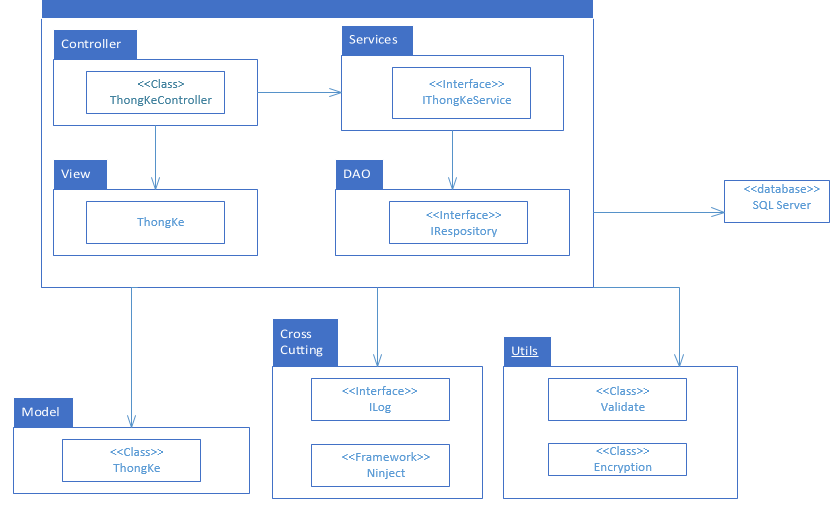 Controller
<<Class>
ThongKeController
Services
<<Interface>>
IThongKeService
View
ThongKe
DAO
<<Interface>>
IRespository
<<database>>
SQL Server
Model
<<Class>>
ThongKe
Cross
Cutting
<<Interface>>
ILog
<<Framework>>
Ninject
Utils
<<Class>>
Validate
<<Class>>
Encryption